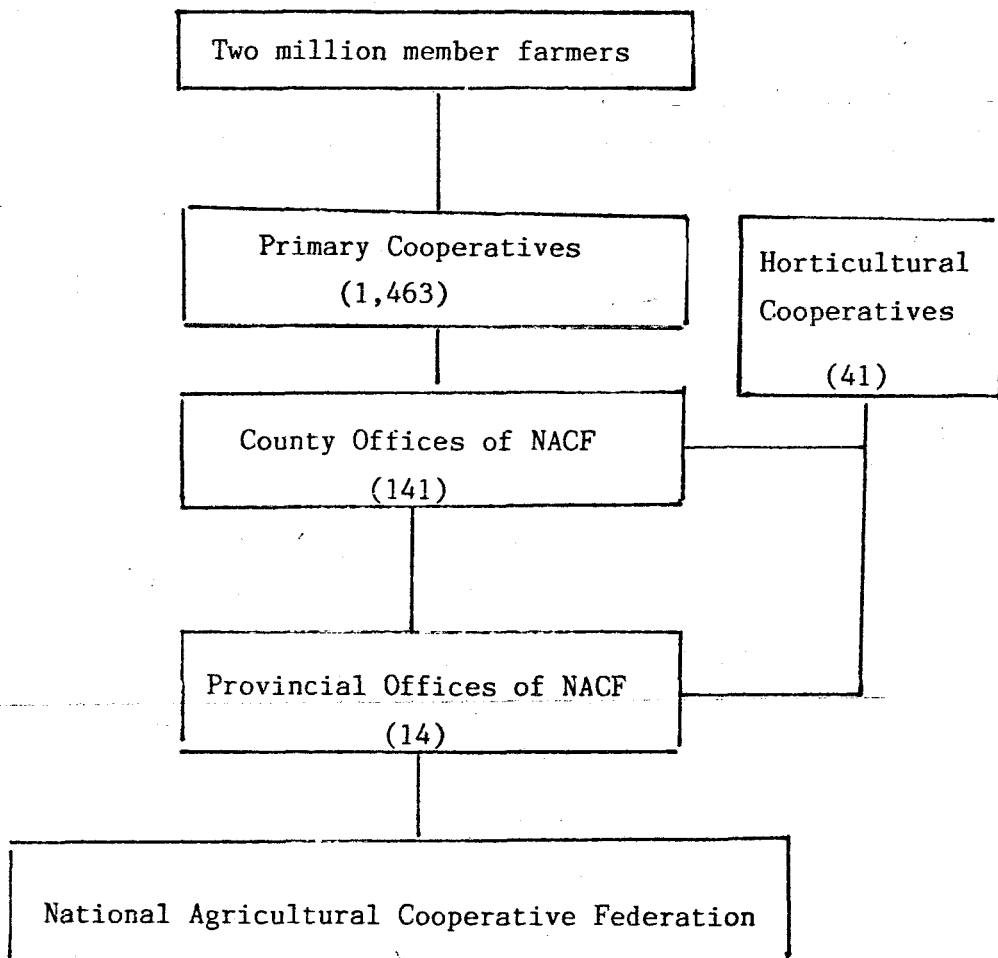 Two million member farmers
Primary Cooperatives
(1,463)
Horticultural
Cooperatives
(41)
County Offices of NACF
(141)
Provincial Offices of NACF
(14)
National Agricultural Cooperative Federation